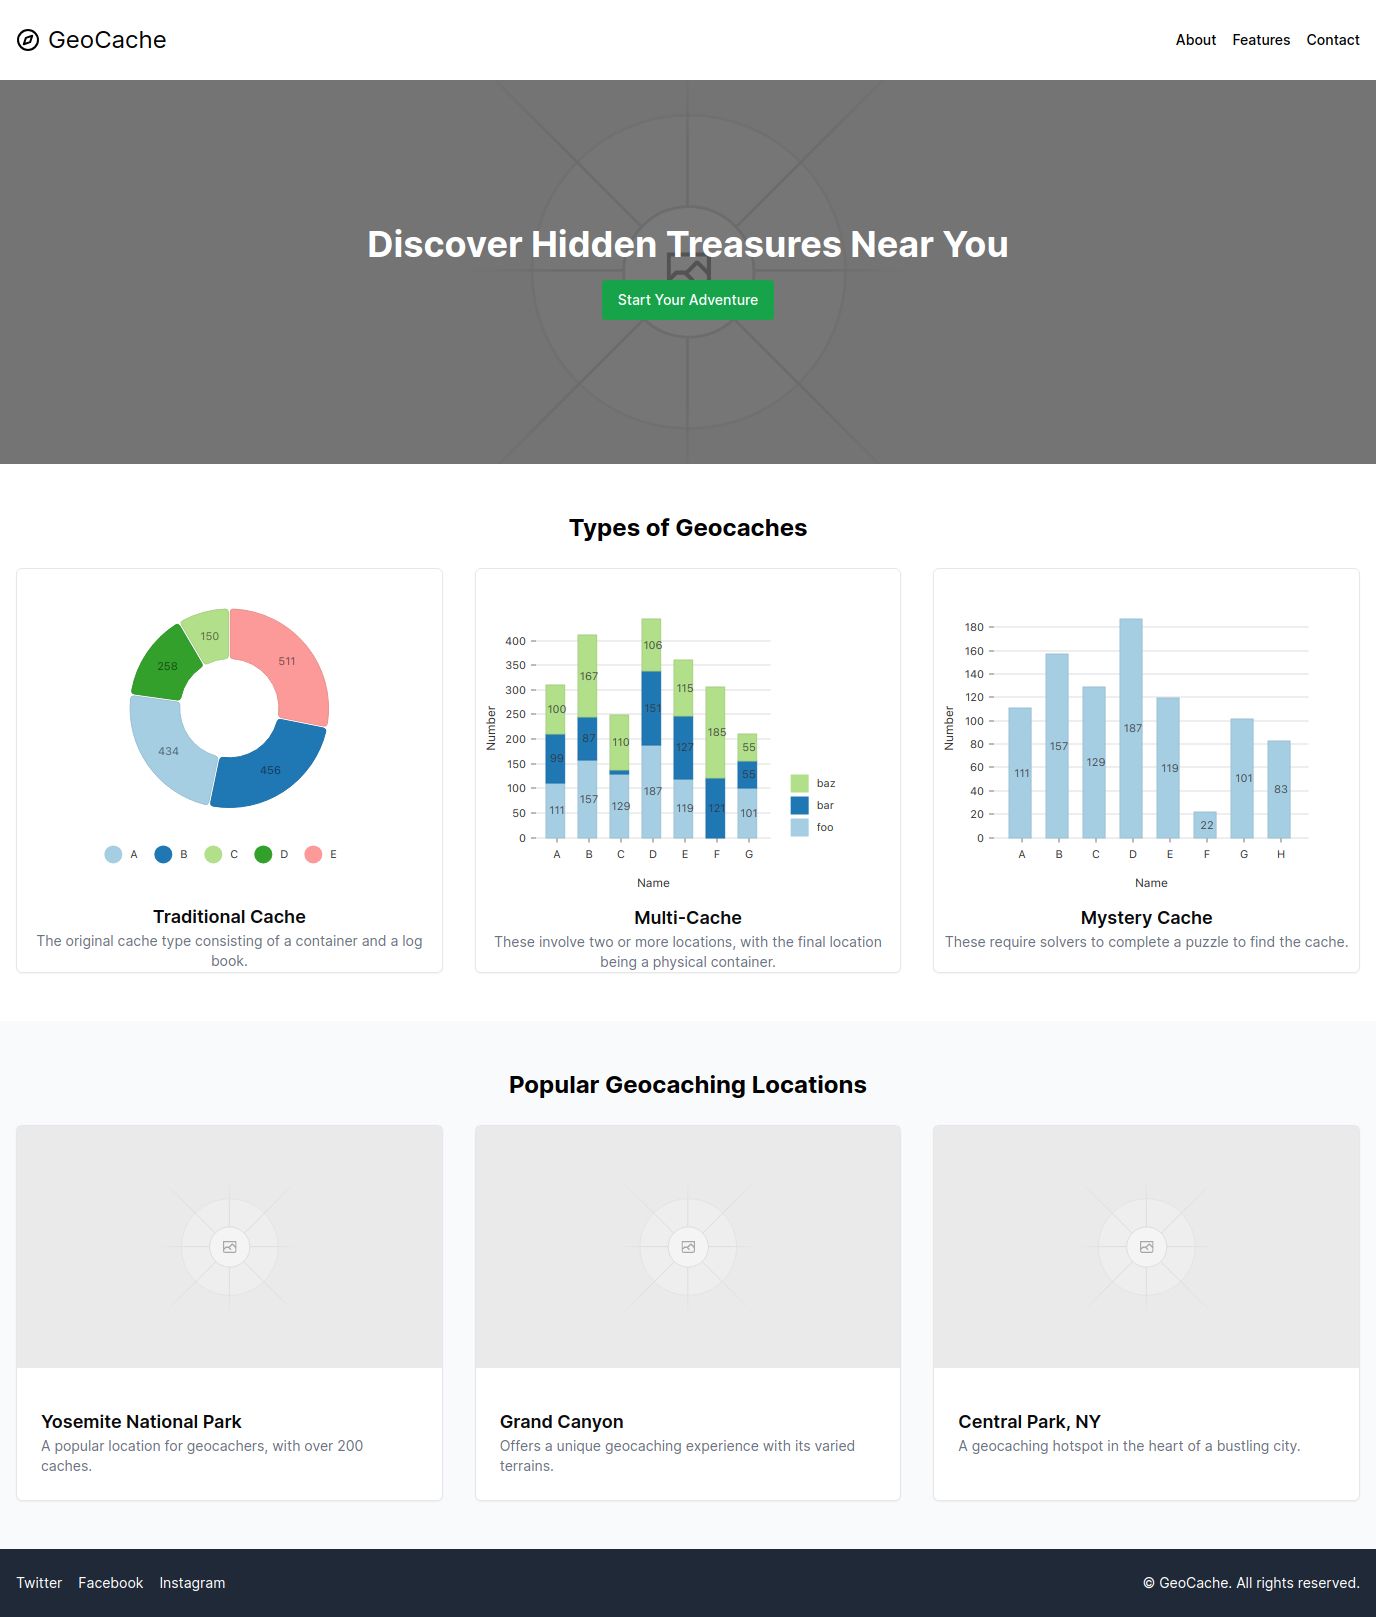 GeoCache
About Features Contact
Discover Hidden Treasures Near You
Start Your Adventure
Types of Geocaches
150
511
258
434
456
A B C D E
Traditional Cache
The original cache type consisting of a container and a log
book.
Number
400
350
300
250
200
150
100
50
0
106
167
115
100
185
151
110
87
127
55
99
55
187
157
129
119
121
111
101
A B C D E F G
Name
baz
bar
foo
Multi-Cache
These involve two or more locations, with the final location
being a physical container.
Number
180
160
140
120
100
80
60
40
20
0
111
157
129
187
119
22
101
83
A B C D E F G H
Name
Mystery Cache
These require solvers to complete a puzzle to find the cache.
Popular Geocaching Locations
Yosemite National Park
A popular location for geocachers, with over 200
caches.
Grand Canyon
Offers a unique geocaching experience with its varied
terrains.
Central Park, NY
A geocaching hotspot in the heart of a bustling city.
Twitter Facebook Instagram
© GeoCache. All rights reserved.